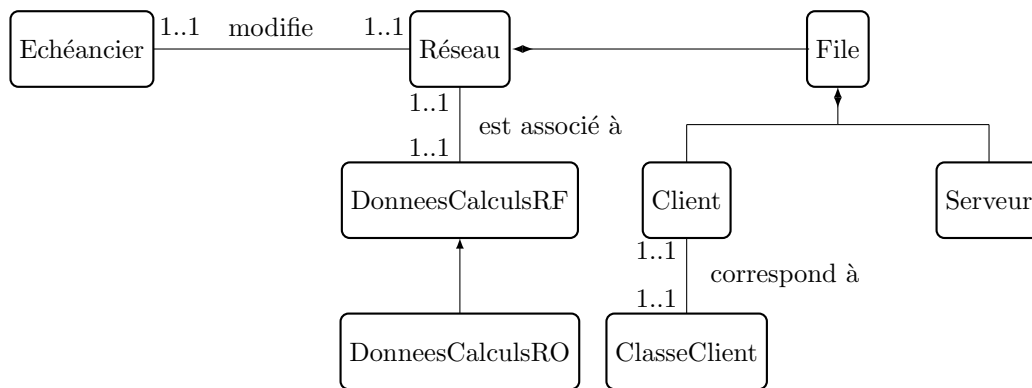 Echéancier
1..1
modifie
1..1
Réseau
File
1..1
est associé à
1..1
DonneesCalculsRF
Client
Serveur
1..1
correspond à
1..1
DonneesCalculsRO
ClasseClient